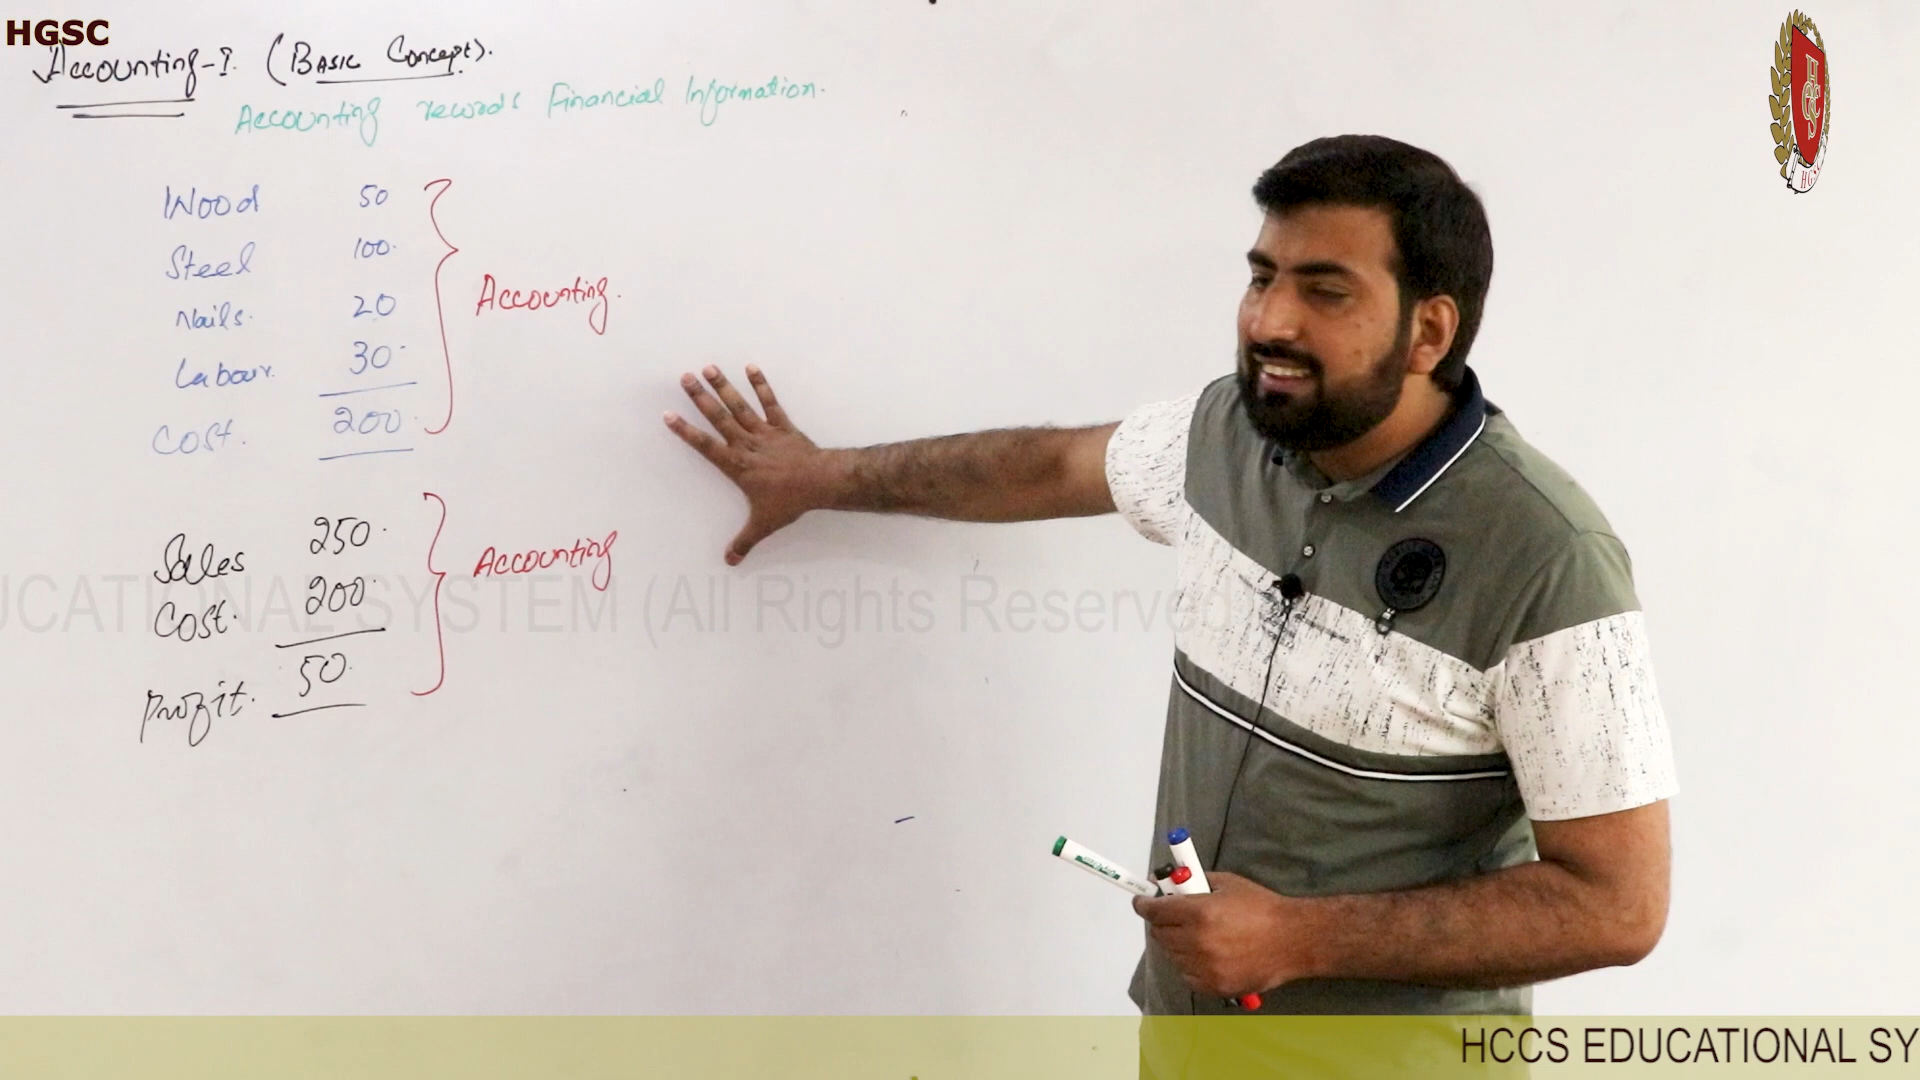 HGSC
Accounting-I. (Basic Concept).
Accounting records Financial Information.
Wood 50
Steel 100.
Nails. 20
Labour. 30
Accounting.
Cost. 200
Sales 250.
Accounting
Cost. 200
Profit. 50
UCATIONAL SYSTEM (All Rights Reserved
HGSC
HCCS EDUCATIONAL SY